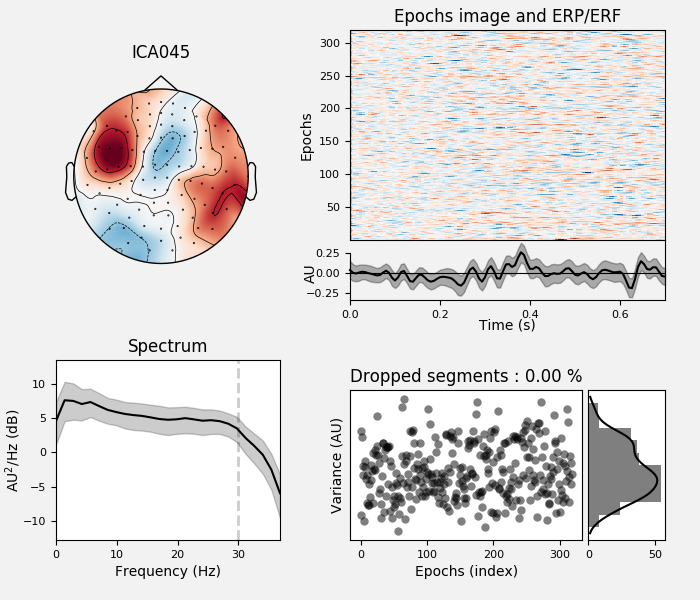 ICA045
Epochs image and ERP/ERF
300
250
200
150
100
50
Epochs
0.25
0.00
−0.25
AU
0.0 0.2 0.4 0.6
Time (s)
Spectrum
10
5
0
−5
−10
AU²/Hz (dB)
0 10 20 30
Frequency (Hz)
Dropped segments : 0.00 %
Variance (AU)
0 100 200 300
Epochs (index)
0 50